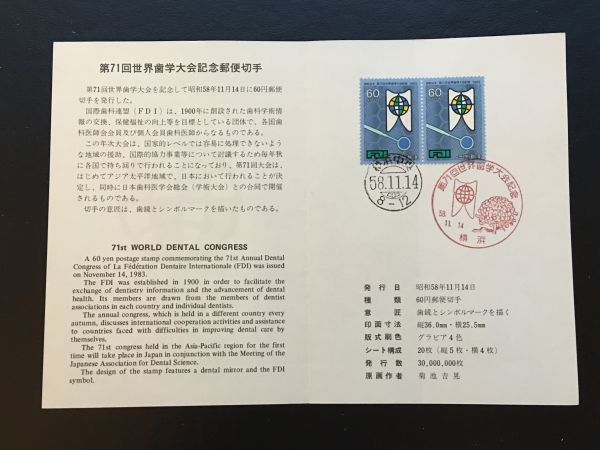 第71回世界歯学大会記念郵便切手
第71回世界歯学大会を記念して昭和58年11月14日に60円郵便
切手を発行した。
国際歯科連盟(FDI)は、1900年に創設された歯科学術情
報の交換、保健福祉の向上等を目標としている団体で、各国歯
科医師会会員及び個人会員歯科医師からなるものである。
この年次大会は、国家的レベルでは容易に処理できないよう
な地域の援助、国際的協力事業等について討議するため毎年秋
に各国で持ち回りで行われることになっており、第71回大会は、
はじめてアジア太平洋地域で、日本において行われることが決
定し、同時に日本歯科医学会総会(学術大会)との合同で開催
されるものである。
切手の意匠は、歯鏡とシンボルマークを描いたものである。
71st WORLD DENTAL CONGRESS
A 60 yen postage stamp commemorating the 71st Annual Dental
Congress of La Fédération Dentaire Internationale (FDI) was issued
on November 14, 1983.
The FDI was established in 1900 in order to facilitate the
exchange of dentistry information and the advancement of dental
health. Its members are drawn from the members of dentist
associations in each country and individual dentists.
The annual congress, which is held in a different country every
autumn, discusses international cooperation activities and assistance
to countries faced with difficulties in improving dental care by
themselves.
The 71st congress held in the Asia-Pacific region for the first
time will take place in Japan in conjunction with the Meeting of the
Japanese Association for Dental Science.
The design of the stamp features a dental mirror and the FDI
symbol.
60
60
FDI
FDI
58.11.14
8-12
第71回世界歯学大会記念
58.
11.14
横浜
発行日 昭和58年11月14日
種類 60円郵便切手
意匠 歯鏡とシンボルマークを描く
印面寸法 縦36.0mm・横25.5mm
版式刷色 グラビア4色
シート構成 20枚(縦5枚・横4枚)
発行数 30,000,000枚
原画作者 菊池吉晃